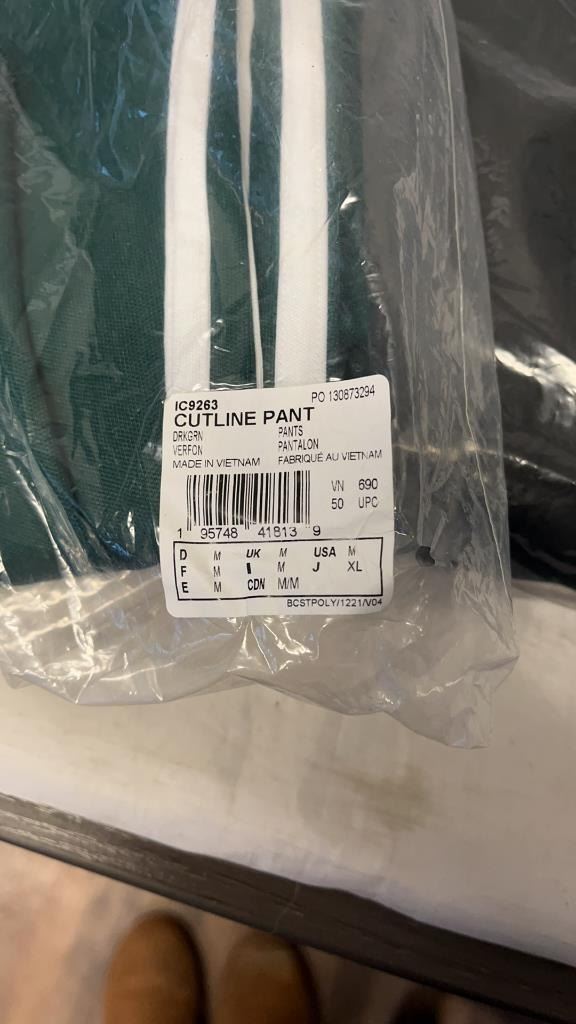 IC9263 PO 130873294
CUTLINE PANT
DRKGRN PANTS
VERFON PANTALON
MADE IN VIETNAM FABRIQUÉ AU VIETNAM
VN 690
50 UPC
1 95748 41813 9
D M UK M USA M
F M I M J XL
E M CDN M/M
BCSTPOLY/1221/V04